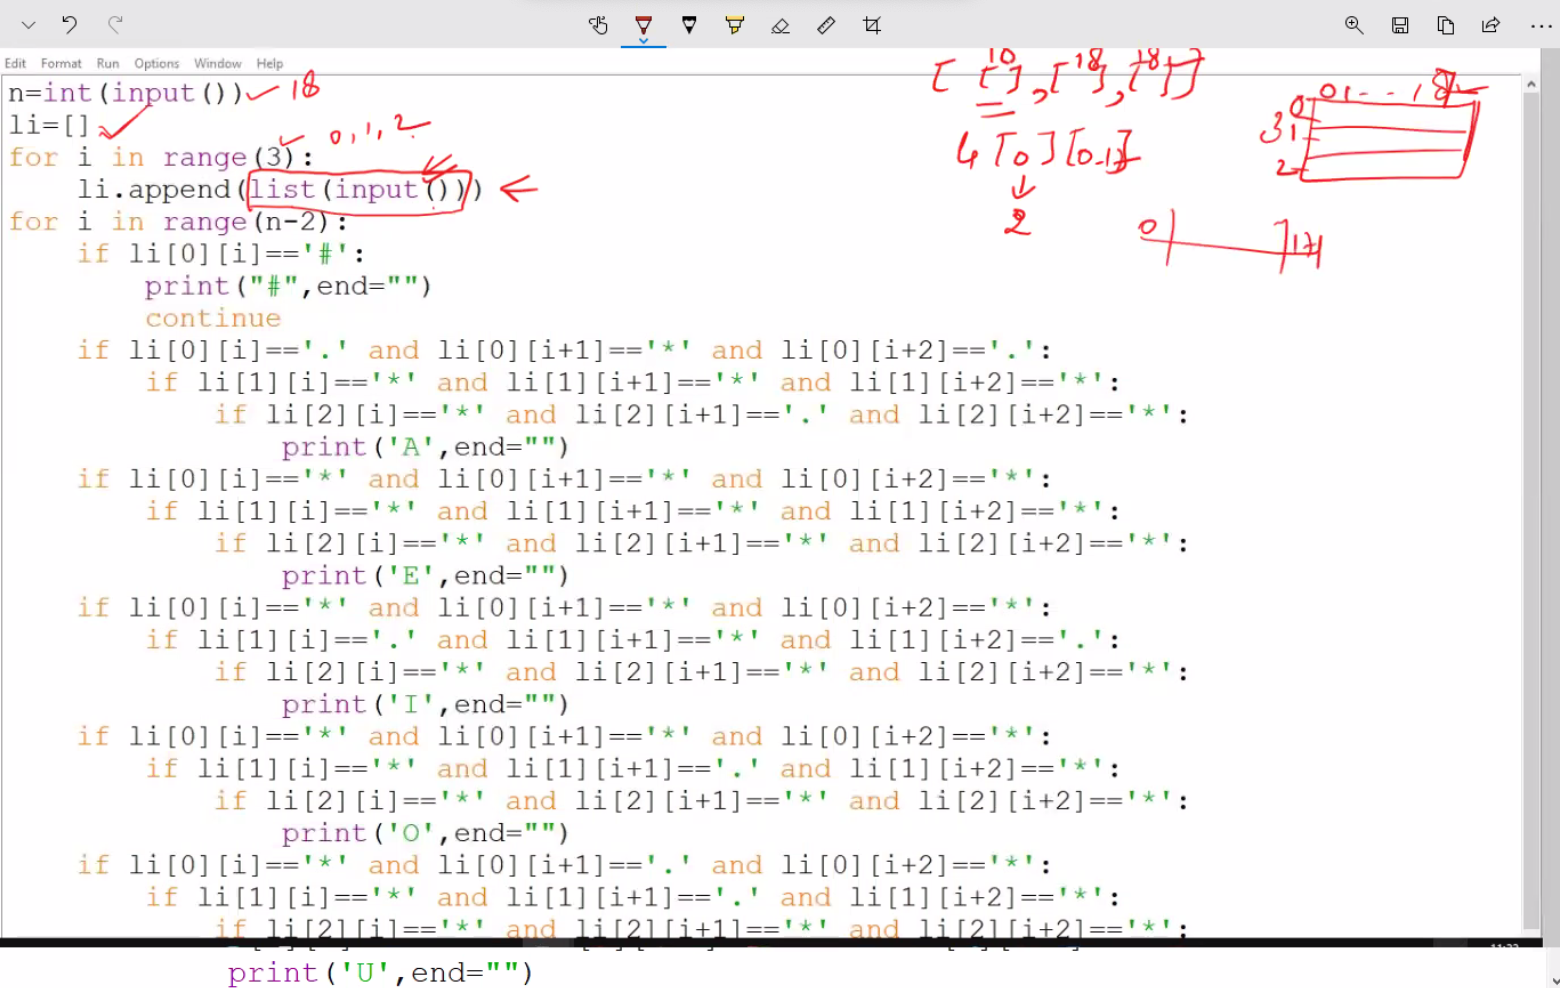 Edit Format Run Options Window Help
n=int(input()) 18
li=[]
0,1,2
for i in range(3):
    li.append(list(input()))
for i in range(n-2):
    if li[0][i]=='#':
        print("#",end="")
        continue
    if li[0][i]=='.' and li[0][i+1]=='*' and li[0][i+2]=='.':
        if li[1][i]=='*' and li[1][i+1]=='*' and li[1][i+2]=='*':
            if li[2][i]=='*' and li[2][i+1]=='.' and li[2][i+2]=='*':
                print('A',end="")
    if li[0][i]=='*' and li[0][i+1]=='*' and li[0][i+2]=='*':
        if li[1][i]=='*' and li[1][i+1]=='*' and li[1][i+2]=='*':
            if li[2][i]=='*' and li[2][i+1]=='*' and li[2][i+2]=='*':
                print('E',end="")
    if li[0][i]=='*' and li[0][i+1]=='*' and li[0][i+2]=='*':
        if li[1][i]=='.' and li[1][i+1]=='*' and li[1][i+2]=='.':
            if li[2][i]=='*' and li[2][i+1]=='*' and li[2][i+2]=='*':
                print('I',end="")
    if li[0][i]=='*' and li[0][i+1]=='*' and li[0][i+2]=='*':
        if li[1][i]=='*' and li[1][i+1]=='.' and li[1][i+2]=='*':
            if li[2][i]=='*' and li[2][i+1]=='*' and li[2][i+2]=='*':
                print('O',end="")
    if li[0][i]=='*' and li[0][i+1]=='.' and li[0][i+2]=='*':
        if li[1][i]=='*' and li[1][i+1]=='.' and li[1][i+2]=='*':
            if li[2][i]=='*' and li[2][i+1]=='*' and li[2][i+2]=='*':
                print('U',end="")
18 18
[ [ ],[ ],[ ]]
[0]
2
0 1
0
3 1
2
0 17